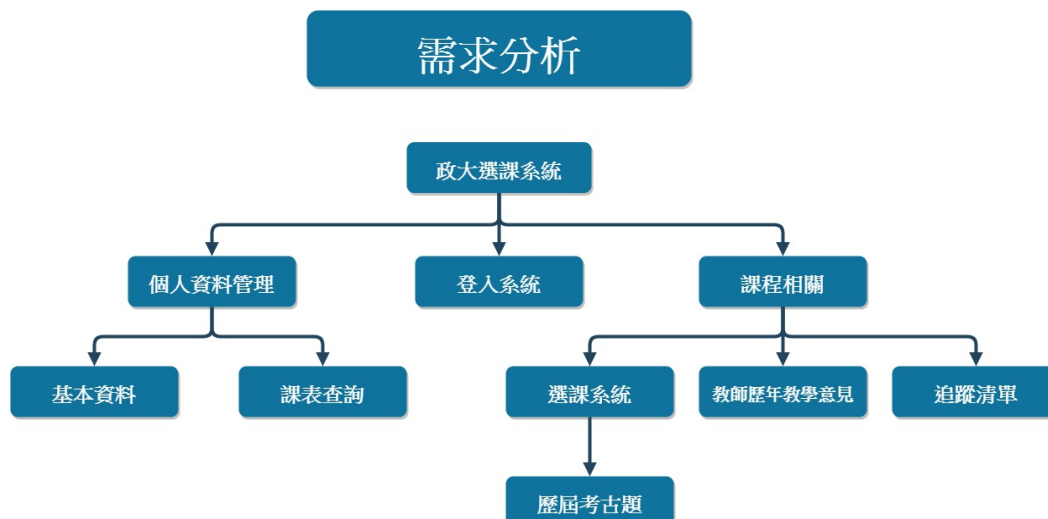 需求分析
政大選課系統
個人資料管理
登入系統
課程相關
基本資料
課表查詢
選課系統
教師歷年教學意見
追蹤清單
歷屆考古題